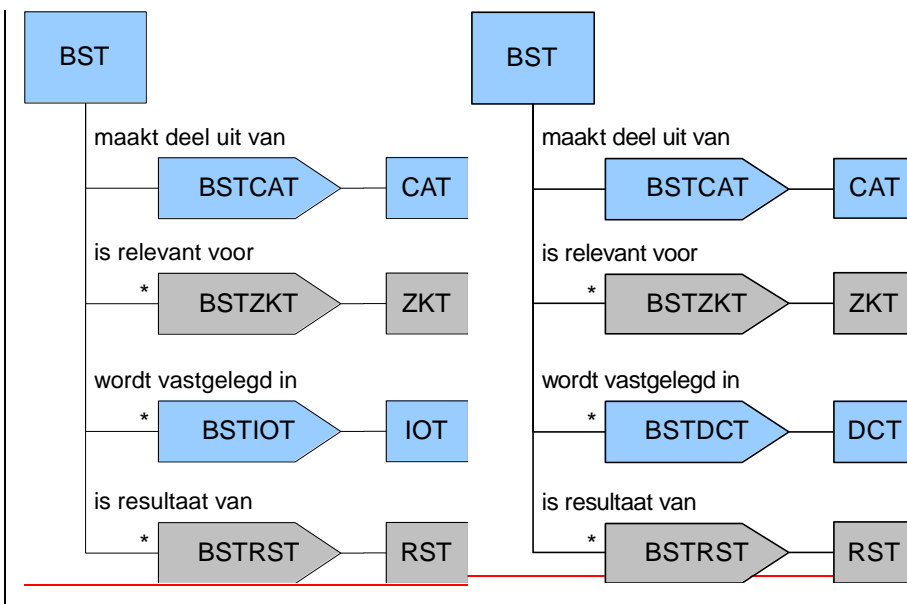 BST
maakt deel uit van
BSTCAT CAT
is relevant voor
* BSTZKT ZKT
wordt vastgelegd in
* BSTIOT IOT
is resultaat van
* BSTRST RST
BST
maakt deel uit van
BSTCAT CAT
is relevant voor
* BSTZKT ZKT
wordt vastgelegd in
* BSTDCT DCT
is resultaat van
* BSTRST RST